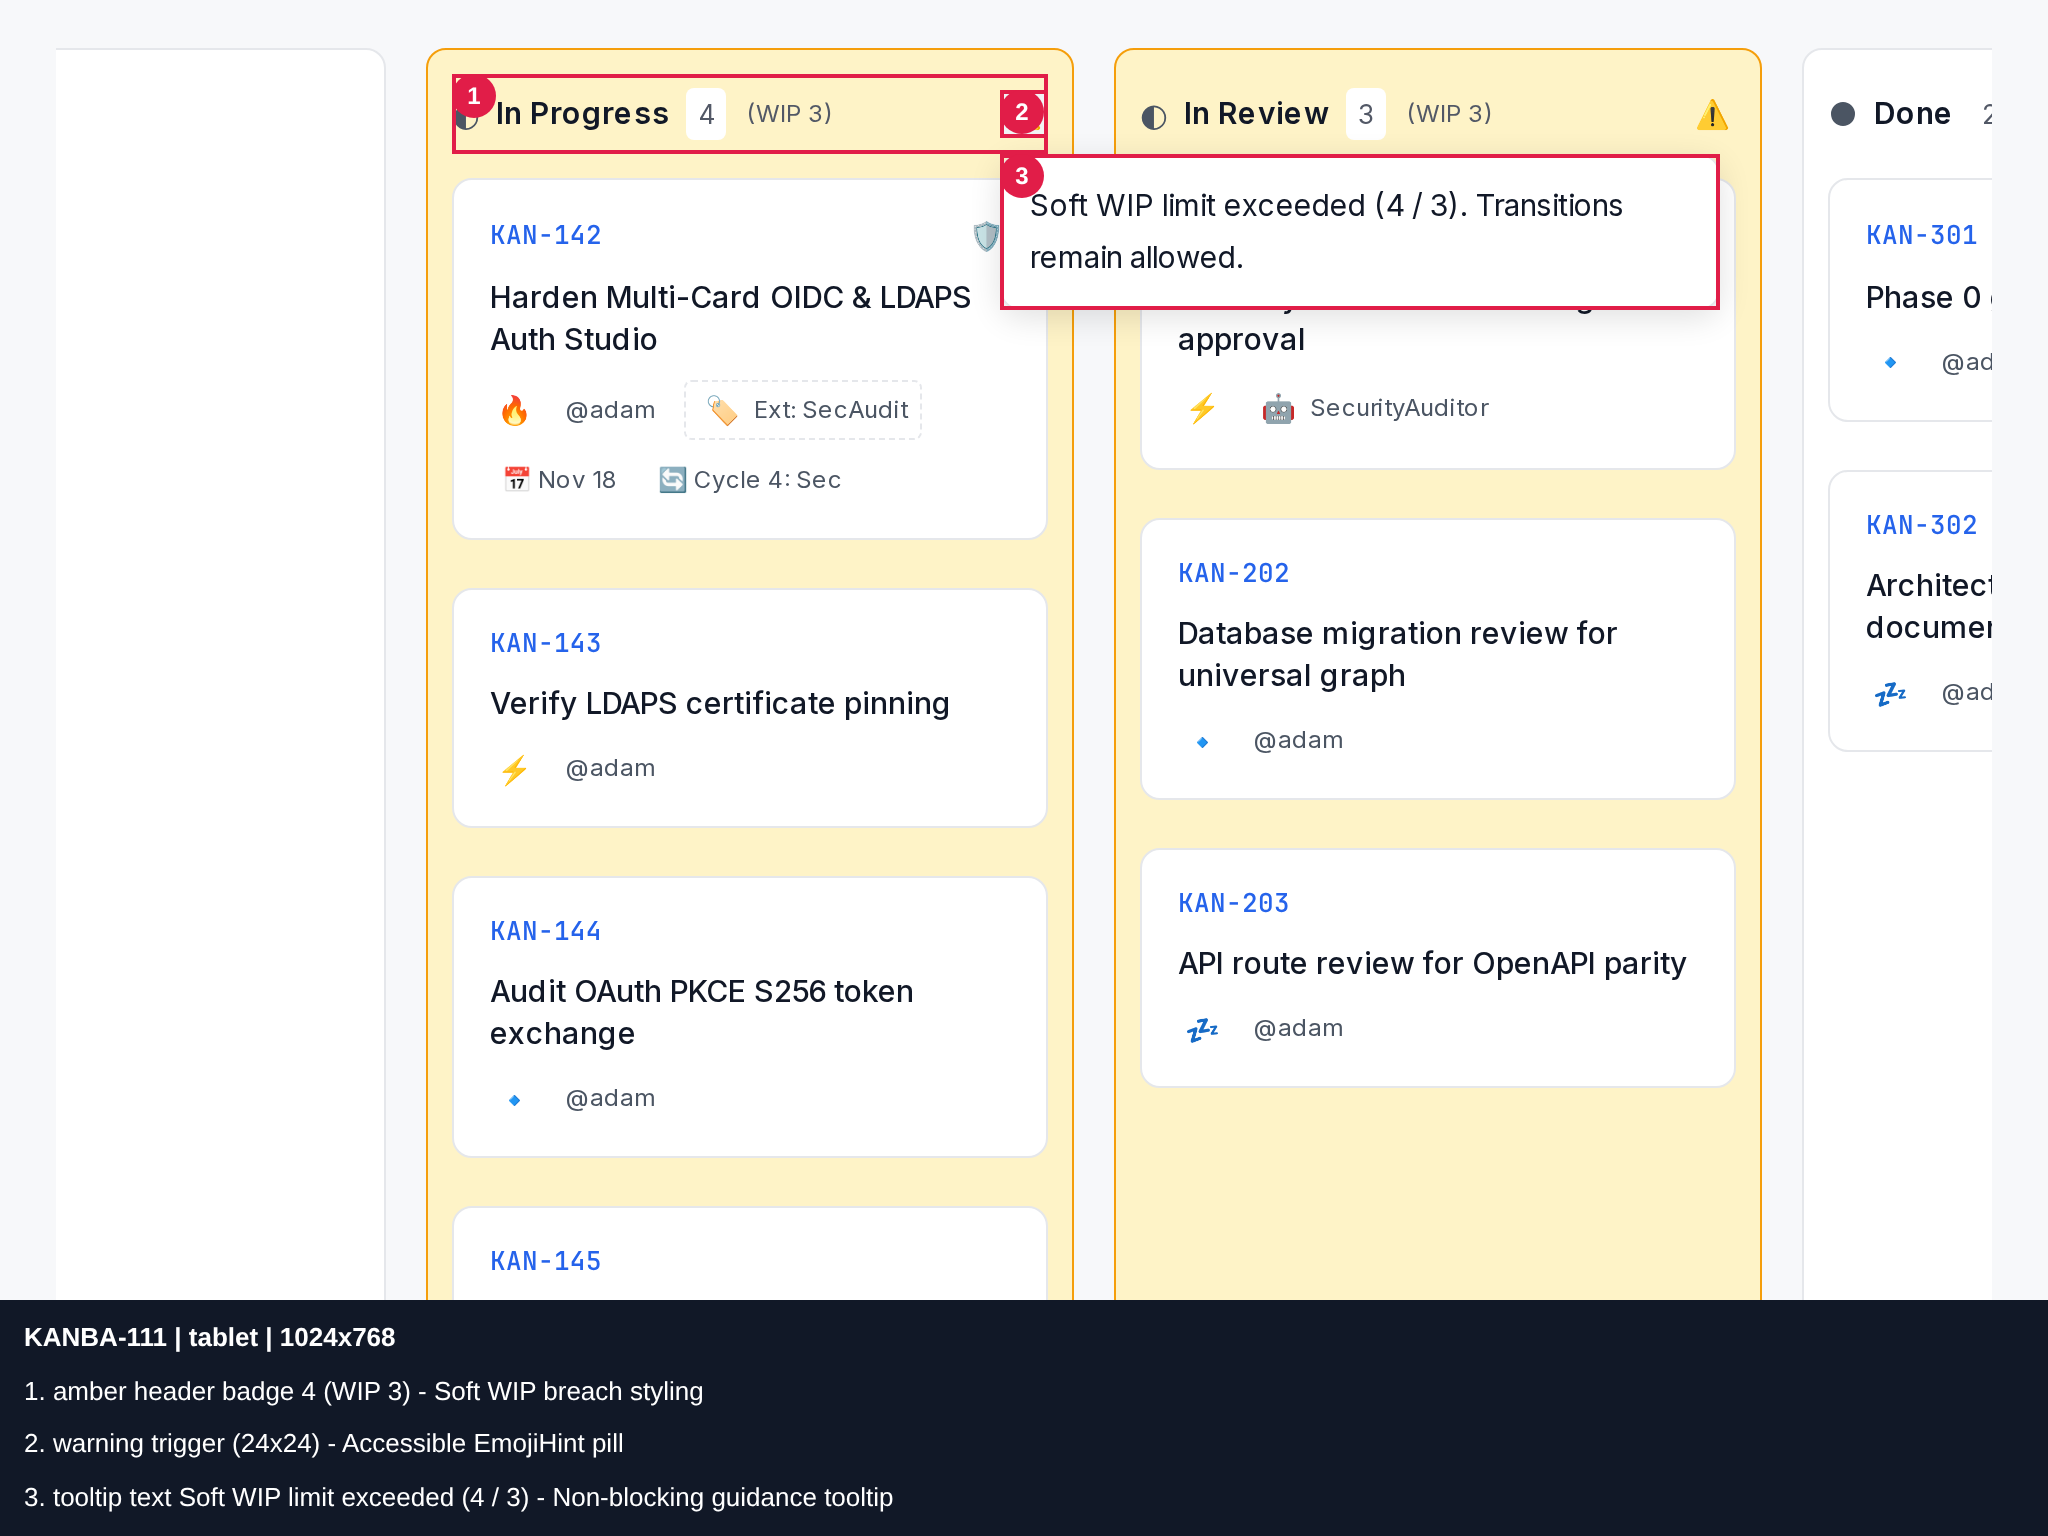 1
In Progress 4 (WIP 3)
2
In Review 3 (WIP 3)
Done
3
Soft WIP limit exceeded (4 / 3). Transitions
remain allowed.
KAN-142
Harden Multi-Card OIDC & LDAPS
Auth Studio
@adam
Ext: SecAudit
Nov 18
Cycle 4: Sec
KAN-143
Verify LDAPS certificate pinning
@adam
KAN-144
Audit OAuth PKCE S256 token
exchange
@adam
KAN-145
approval
SecurityAuditor
KAN-202
Database migration review for
universal graph
@adam
KAN-203
API route review for OpenAPI parity
@adam
KAN-301
Phase 0
@ad
KAN-302
Architect
documen
@ad
KANBA-111 | tablet | 1024x768
1. amber header badge 4 (WIP 3) - Soft WIP breach styling
2. warning trigger (24x24) - Accessible EmojiHint pill
3. tooltip text Soft WIP limit exceeded (4 / 3) - Non-blocking guidance tooltip